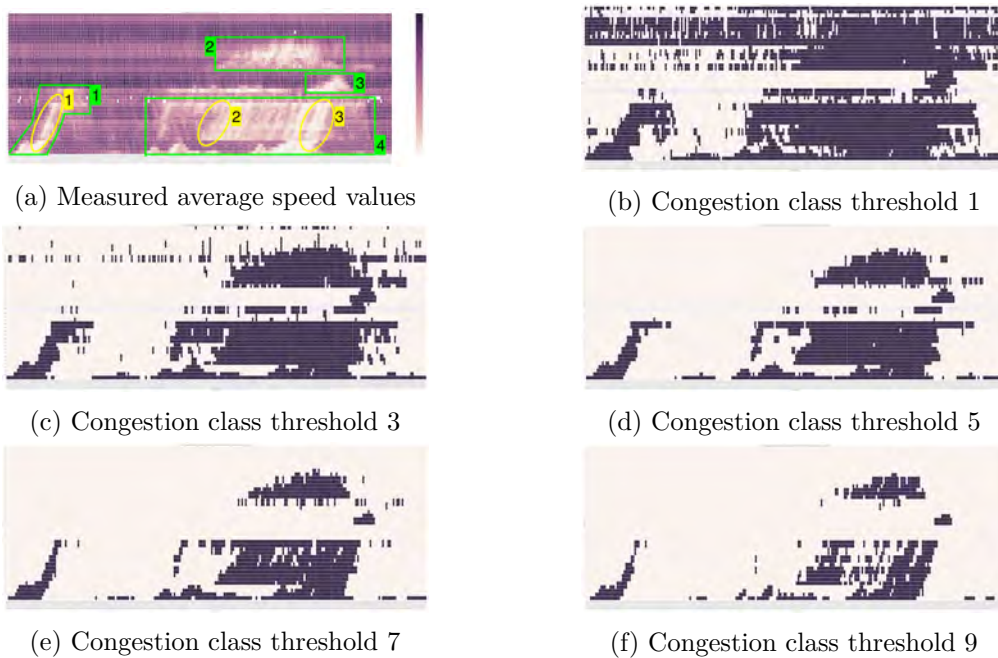 2
3
1
1
2
3
4
(a) Measured average speed values
(b) Congestion class threshold 1
(c) Congestion class threshold 3
(d) Congestion class threshold 5
(e) Congestion class threshold 7
(f) Congestion class threshold 9